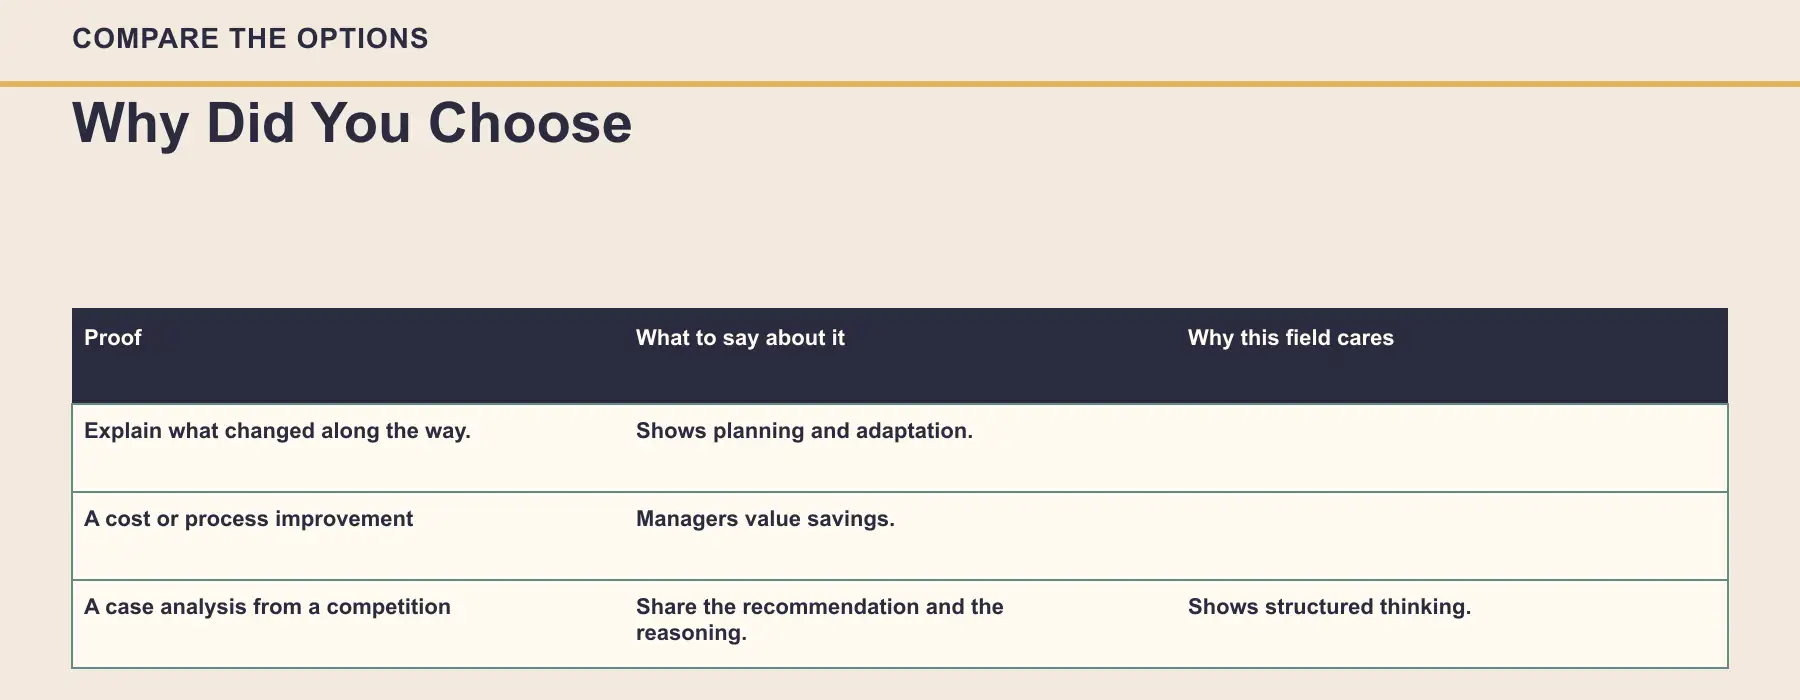 COMPARE THE OPTIONS
Why Did You Choose
Proof
What to say about it
Why this field cares
Explain what changed along the way.
Shows planning and adaptation.
A cost or process improvement
Managers value savings.
A case analysis from a competition
Share the recommendation and the
reasoning.
Shows structured thinking.